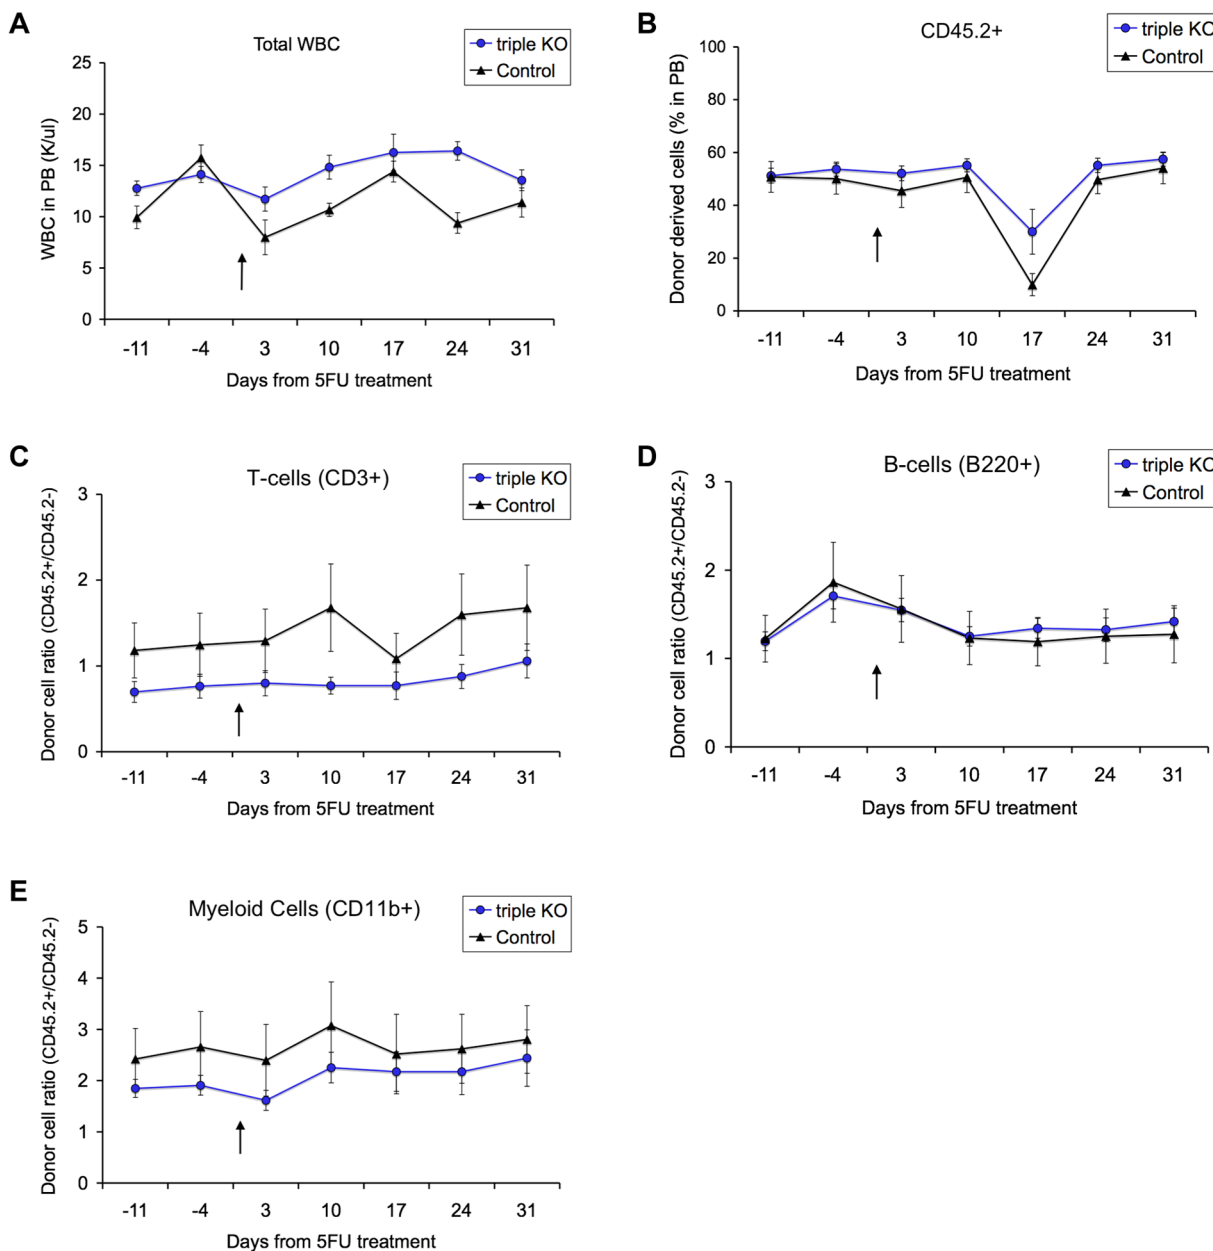 A
Total WBC
triple KO
Control
WBC in PB (K/ul)
25
20
15
10
5
0
-11 -4 3 10 17 24 31
Days from 5FU treatment
B
CD45.2+
triple KO
Control
Donor derived cells (% in PB)
100
80
60
40
20
0
-11 -4 3 10 17 24 31
Days from 5FU treatment
C
T-cells (CD3+)
triple KO
Control
Donor cell ratio (CD45.2+/CD45.2-)
3
2
1
0
-11 -4 3 10 17 24 31
Days from 5FU treatment
D
B-cells (B220+)
triple KO
Control
Donor cell ratio (CD45.2+/CD45.2-)
3
2
1
0
-11 -4 3 10 17 24 31
Days from 5FU treatment
E
Myeloid Cells (CD11b+)
triple KO
Control
Donor cell ratio (CD45.2+/CD45.2-)
5
4
3
2
1
0
-11 -4 3 10 17 24 31
Days from 5FU treatment